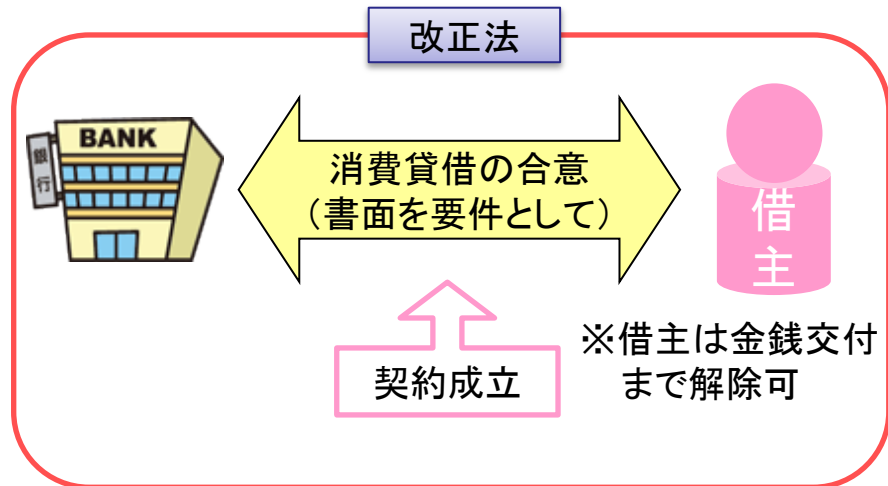 改正法
BANK
銀行
消費貸借の合意
（書面を要件として）
借主
契約成立
※借主は金銭交付
まで解除可